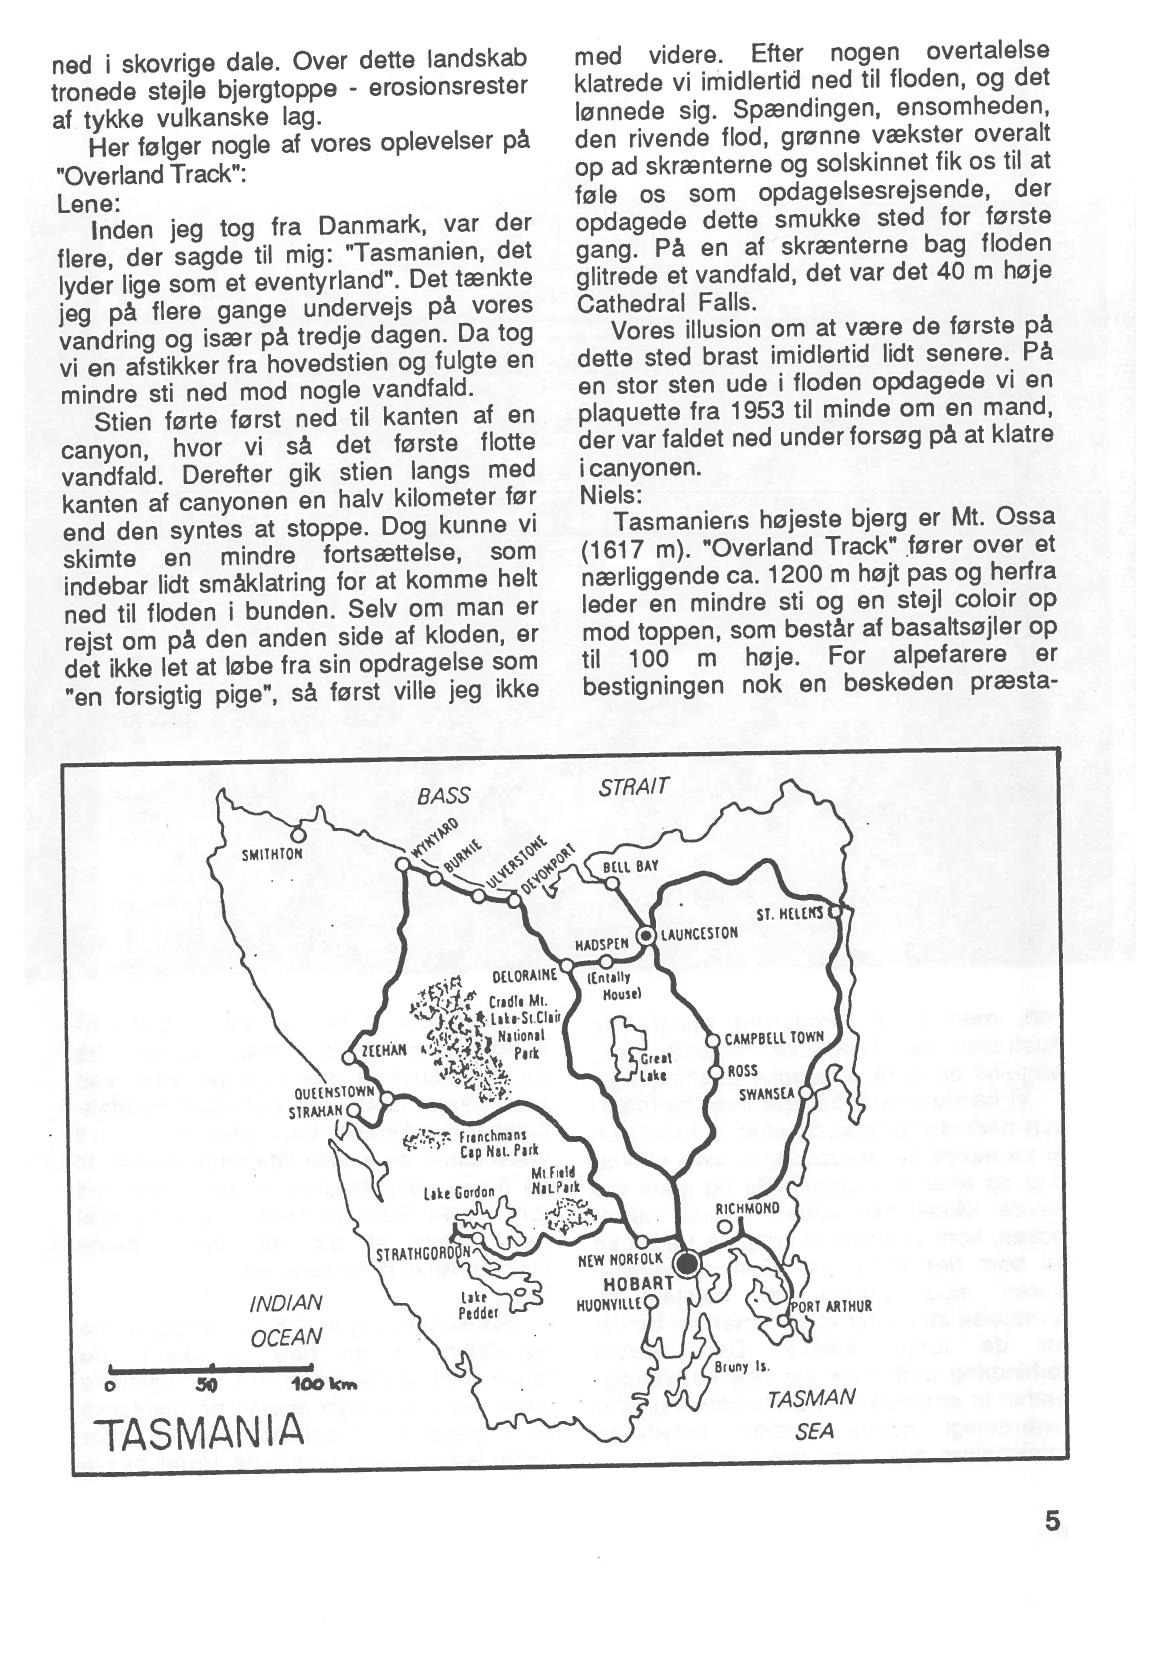 ned i skovrige dale. Over dette landskab
tronede stejle bjergtoppe - erosionsrester
af tykke vulkanske lag.
Her følger nogle af vores oplevelser på
"Overland Track":
Lene:
Inden jeg tog fra Danmark, var der
flere, der sagde til mig: "Tasmanien, det
lyder lige som et eventyrland". Det tænkte
jeg på flere gange undervejs på vores
vandring og især på tredje dagen. Da tog
vi en afstikker fra hovedstien og fulgte en
mindre sti ned mod nogle vandfald.
Stien førte først ned til kanten af en
canyon, hvor vi så det første flotte
vandfald. Derefter gik stien langs med
kanten af canyonen en halv kilometer før
end den syntes at stoppe. Dog kunne vi
skimte en mindre fortsættelse, som
indebar lidt småklatring for at komme helt
ned til floden i bunden. Selv om man er
rejst om på den anden side af kloden, er
det ikke let at løbe fra sin opdragelse som
"en forsigtig pige", så først ville jeg ikke
med videre. Efter nogen overtalelse
klatrede vi imidlertid ned til floden, og det
lønnede sig. Spændingen, ensomheden,
den rivende flod, grønne vækster overalt
op ad skrænterne og solskinnet fik os til at
føle os som opdagelsesrejsende, der
opdagede dette smukke sted for første
gang. På en af skrænterne bag floden
glitrede et vandfald, det var det 40 m høje
Cathedral Falls.
Vores illusion om at være de første på
dette sted brast imidlertid lidt senere. På
en stor sten ude i floden opdagede vi en
plaquette fra 1953 til minde om en mand,
der var faldet ned under forsøg på at klatre
i canyonen.
Niels:
Tasmaniens højeste bjerg er Mt. Ossa
(1617 m). "Overland Track" fører over et
nærliggende ca. 1200 m højt pas og herfra
leder en mindre sti og en stejl coloir op
mod toppen, som består af basaltsøjler op
til 100 m høje. For alpefarere er
bestigningen nok en beskeden præsta-
BASS
STRAIT
SMITHTON
WYNYARD
BURNIE
ULVERSTONE
DEVONPORT
BELL BAY
ST. HELENS
LAUNCESTON
HADSPEN
(Entally
House)
DELORAINE
Cradle Mt.
Lake-St.Clair
National
Park
ZEEHAN
Great
Lake
CAMPBELL TOWN
ROSS
SWANSEA
QUEENSTOWN
STRAHAN
Frenchmans
Cap Nat. Park
Mt.Field
Nat.Park
Lake Gordon
RICHMOND
STRATHGORDON
NEW NORFOLK
HOBART
HUONVILLE
Lake
Pedder
PORT ARTHUR
INDIAN
OCEAN
Bruny Is.
0 50 100 km
TASMAN
SEA
TASMANIA
5